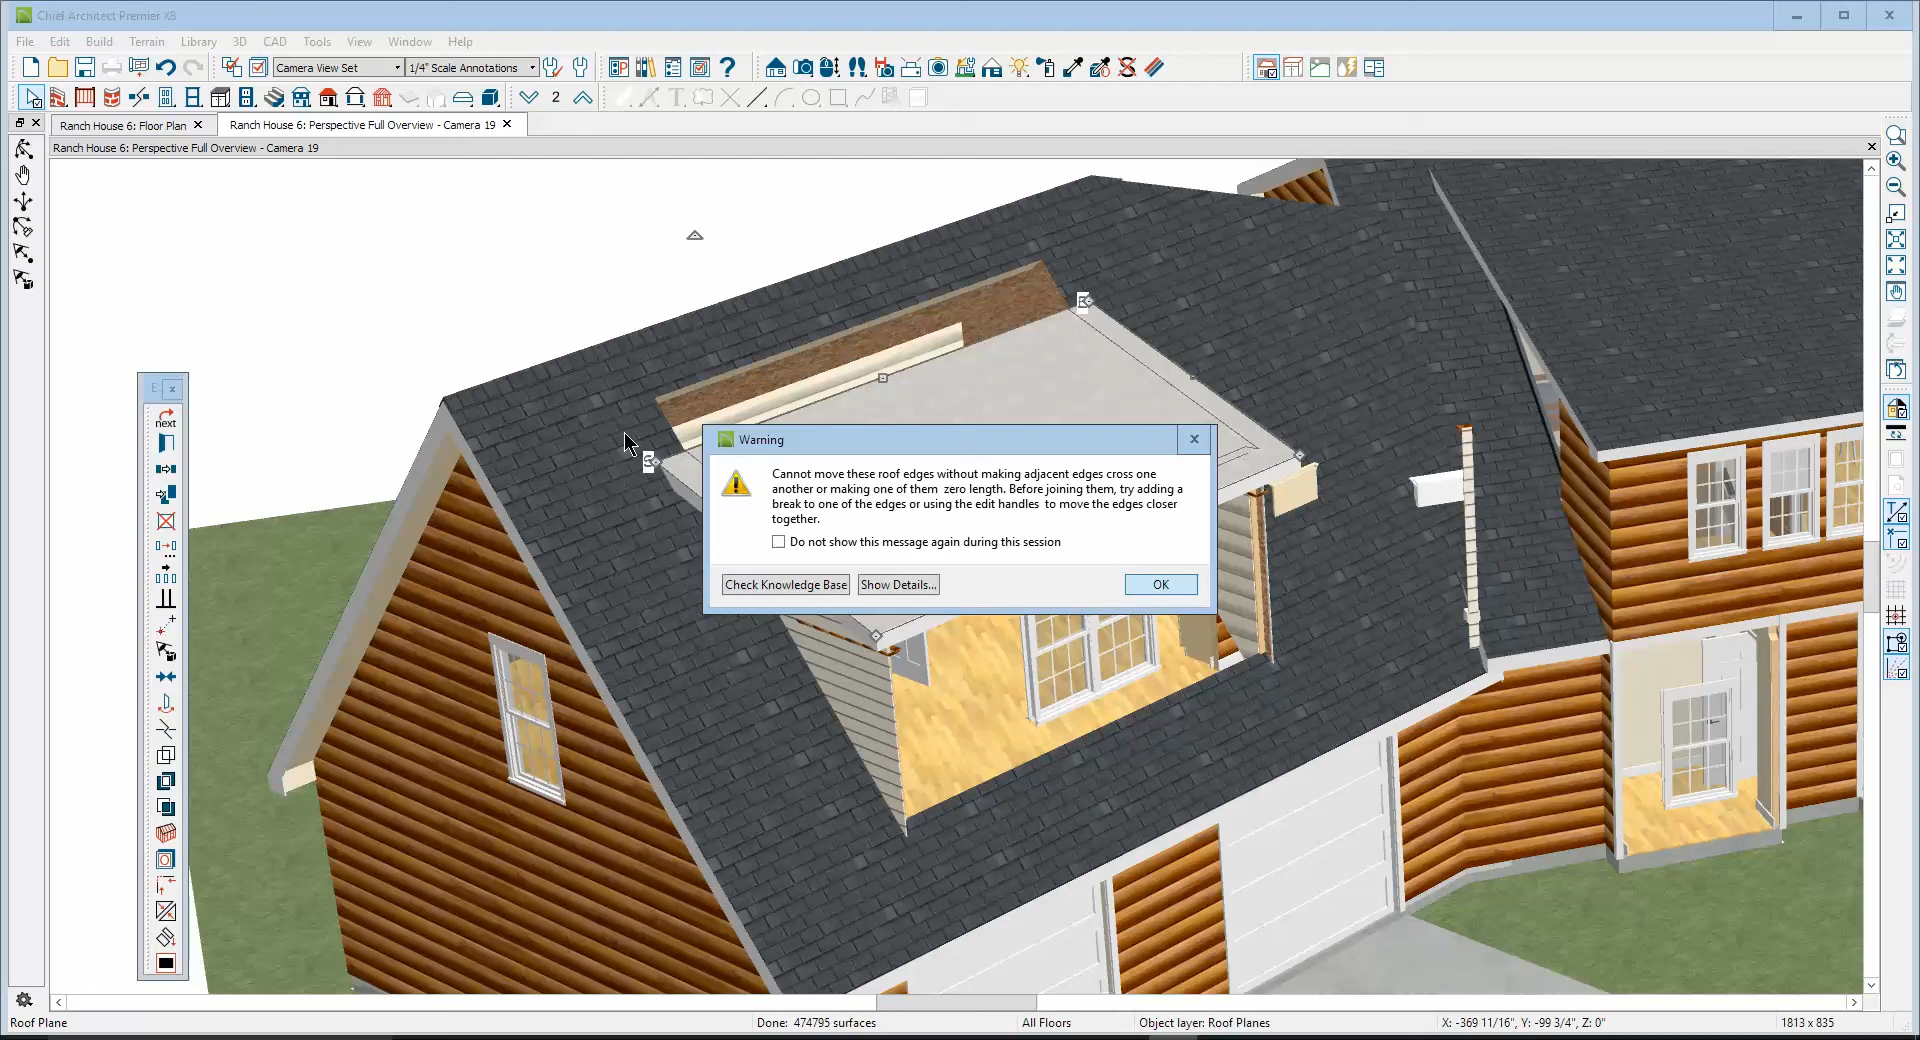 Chief Architect Premier X8
File Edit Build Terrain Library 3D CAD Tools View Window Help
Camera View Set 1/4" Scale Annotations
2
Ranch House 6: Floor Plan Ranch House 6: Perspective Full Overview - Camera 19
Ranch House 6: Perspective Full Overview - Camera 19
E...
next
Warning
Cannot move these roof edges without making adjacent edges cross one
another or making one of them zero length. Before joining them, try adding a
break to one of the edges or using the edit handles to move the edges closer
together.
Do not show this message again during this session
Check Knowledge Base Show Details... OK
Roof Plane Done: 474795 surfaces All Floors Object layer: Roof Planes X: -369 11/16", Y: -99 3/4", Z: 0" 1813 x 835